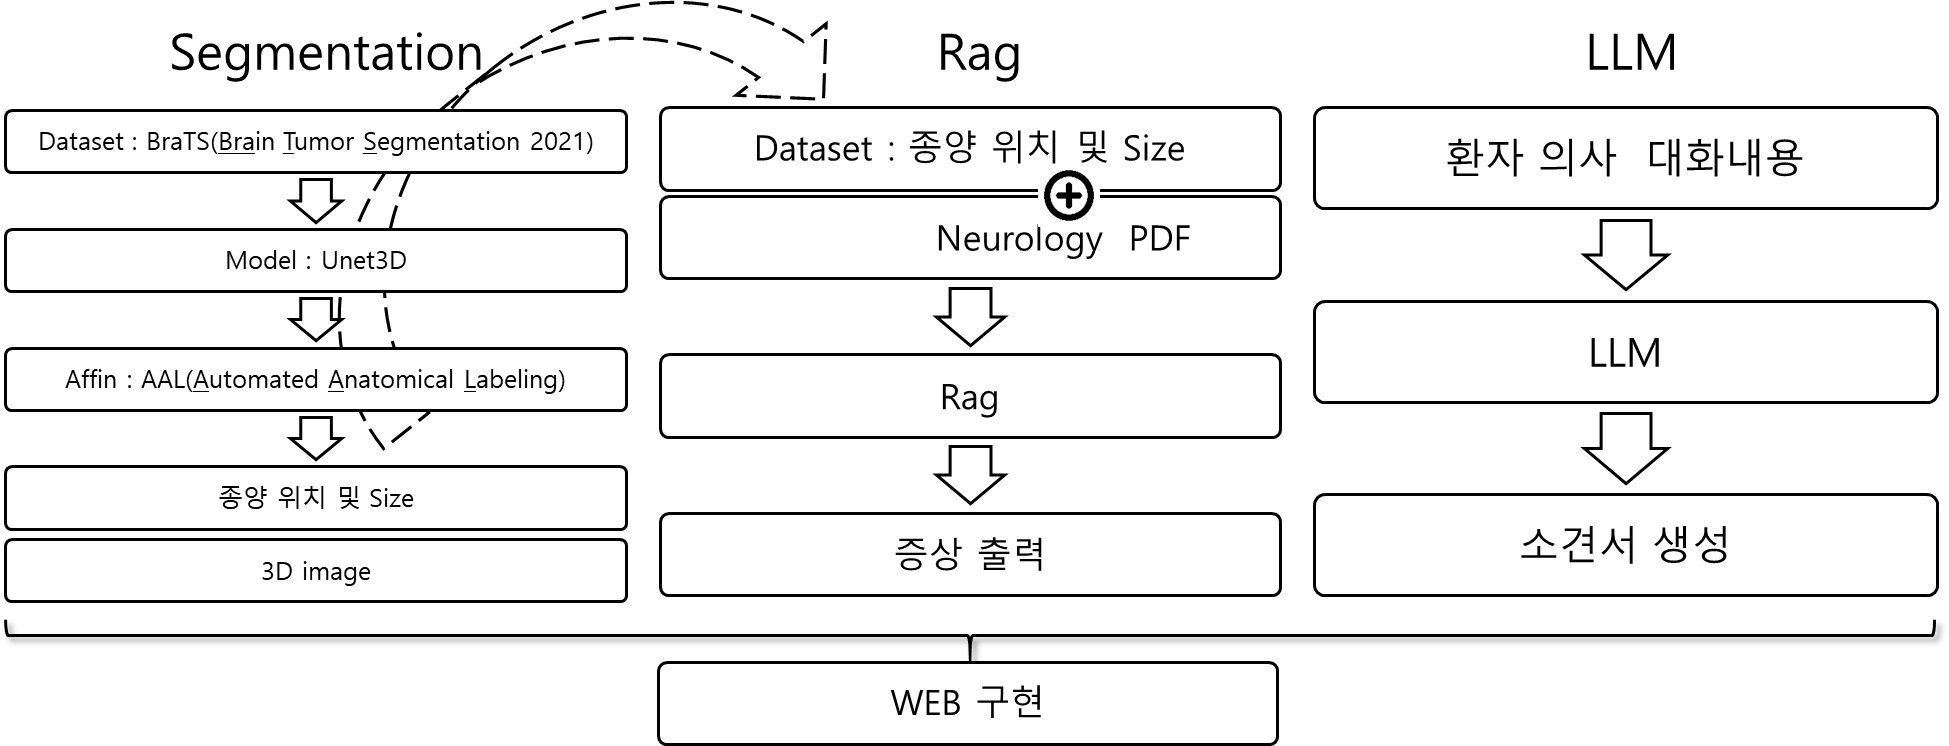 Segmentation
Dataset : BraTS(Brain Tumor Segmentation 2021)
Model : Unet3D
Affin : AAL(Automated Anatomical Labeling)
종양 위치 및 Size
3D image
Rag
Dataset : 종양 위치 및 Size
Neurology PDF
Rag
증상 출력
LLM
환자 의사 대화내용
LLM
소견서 생성
WEB 구현